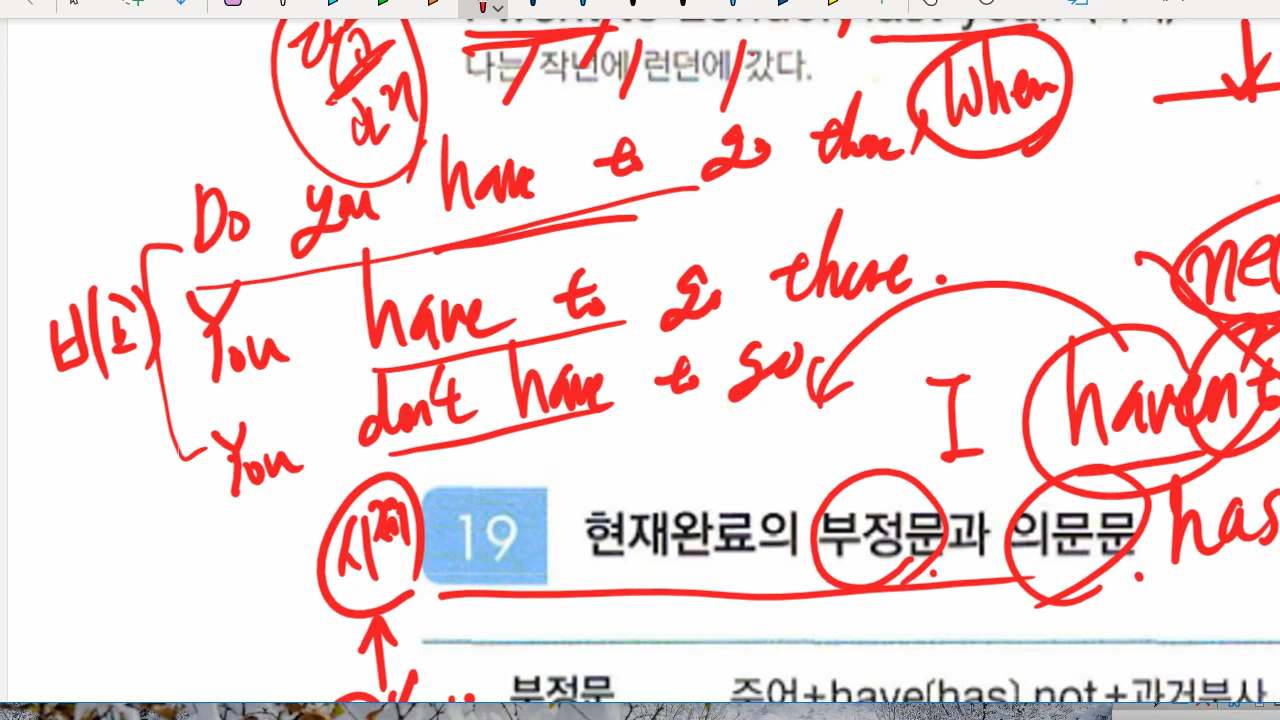 나는 작년에 런던에 갔다.
When
Do you have to go there
You have to go there.
비교
You don't have to go
I haven't
시제
19 현재완료의 부정문과 의문문
has
부정문 주어+have(has) not+과거분사